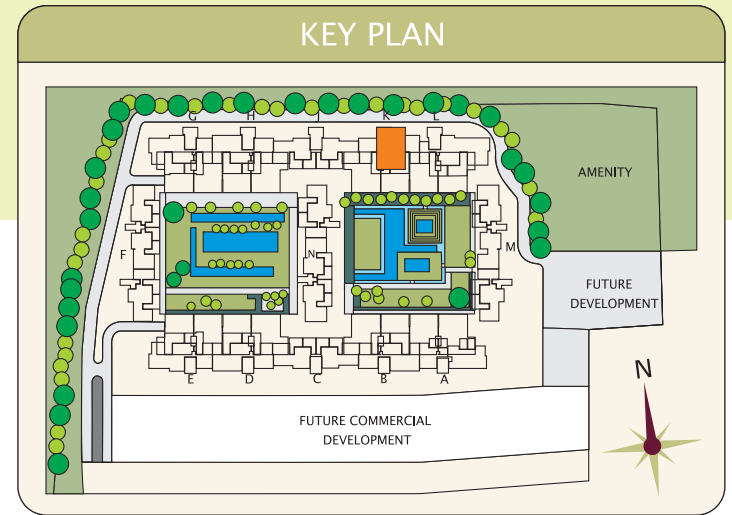 KEY PLAN
G H J K L
AMENITY
F N M
FUTURE
DEVELOPMENT
E D C B A
FUTURE COMMERCIAL
DEVELOPMENT
N